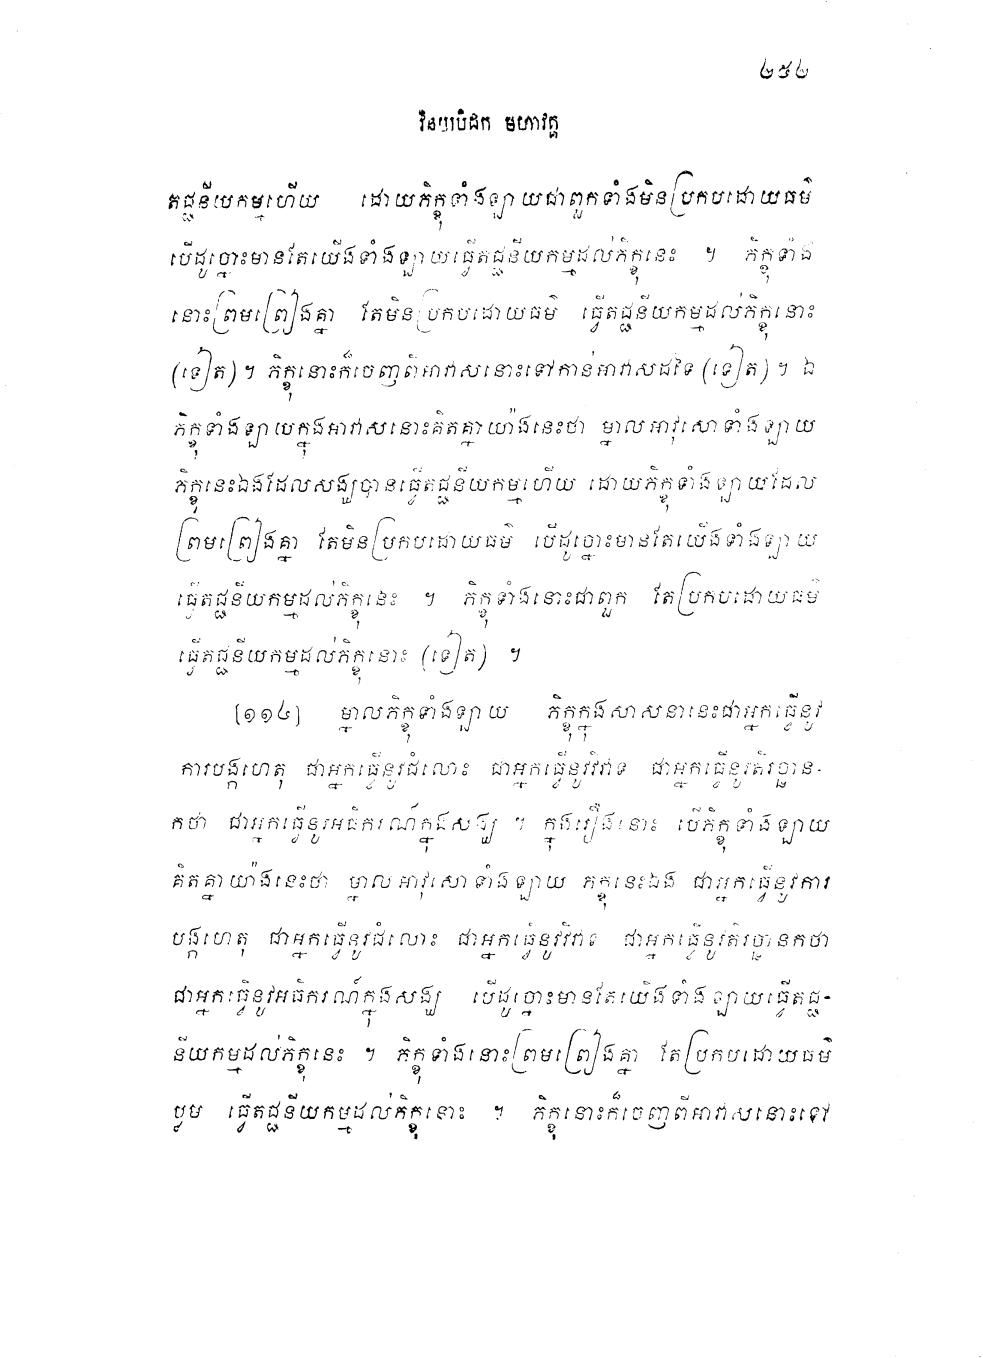 ២៥២
វិនយបិដក មហាវគ្គ
តជ្ជនីយកម្មហើយ ដោយភិក្ខុទាំងឡាយជាពួកទាំងមិនប្រកបដោយធម៌
បើដូច្នោះមានតែយើងទាំងឡាយធ្វើតជ្ជនីយកម្មដល់ភិក្ខុនេះ ។ ភិក្ខុទាំង
នោះព្រមព្រៀងគ្នា តែមិនប្រកបដោយធម៌ ធ្វើតជ្ជនីយកម្មដល់ភិក្ខុនោះ
(ទៀត) ។ ភិក្ខុនោះក៏ចេញពីអាវាសនោះទៅកាន់អាវាសដទៃ (ទៀត) ។ ឯ
ភិក្ខុទាំងឡាយក្នុងអាវាសនោះគិតគ្នាយ៉ាងនេះថា ម្នាលអាវុសោទាំងឡាយ
ភិក្ខុនេះឯងដែលសង្ឃបានធ្វើតជ្ជនីយកម្មហើយ ដោយភិក្ខុទាំងឡាយដែល
ព្រមព្រៀងគ្នា តែមិនប្រកបដោយធម៌ បើដូច្នោះមានតែយើងទាំងឡាយ
ធ្វើតជ្ជនីយកម្មដល់ភិក្ខុនេះ ។ ភិក្ខុទាំងនោះជាពួក តែប្រកបដោយធម៌
ធ្វើតជ្ជនីយកម្មដល់ភិក្ខុនោះ (ទៀត) ។
[១១៤] ម្នាលភិក្ខុទាំងឡាយ ភិក្ខុក្នុងសាសនានេះជាអ្នកធ្វើនូវ
ការបង្កហេតុ ជាអ្នកធ្វើនូវជំលោះ ជាអ្នកធ្វើនូវវិវាទ ជាអ្នកធ្វើនូវតិរច្ឆាន-
កថា ជាអ្នកធ្វើនូវអធិករណ៍ក្នុងសង្ឃ ។ ក្នុងរឿងនោះ បើភិក្ខុទាំងឡាយ
គិតគ្នាយ៉ាងនេះថា ម្នាលអាវុសោទាំងឡាយ ភិក្ខុនេះឯង ជាអ្នកធ្វើនូវការ
បង្កហេតុ ជាអ្នកធ្វើនូវជំលោះ ជាអ្នកធ្វើនូវវិវាទ ជាអ្នកធ្វើនូវតិរច្ឆានកថា
ជាអ្នកធ្វើនូវអធិករណ៍ក្នុងសង្ឃ បើដូច្នោះមានតែយើងទាំងឡាយធ្វើតជ្ជ-
នីយកម្មដល់ភិក្ខុនេះ ។ ភិក្ខុទាំងនោះព្រមព្រៀងគ្នា តែប្រកបដោយធម៌
បូម ធ្វើតជ្ជនីយកម្មដល់ភិក្ខុនោះ ។ ភិក្ខុនោះក៏ចេញពីអាវាសនោះទៅ